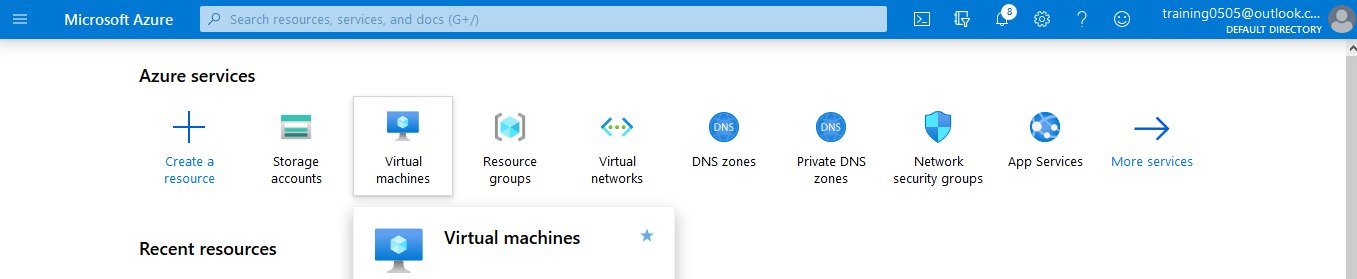 Microsoft Azure
Search resources, services, and docs (G+/)
8
training0505@outlook.c...
DEFAULT DIRECTORY
Azure services
Create a
resource
Storage
accounts
Virtual
machines
Resource
groups
Virtual
networks
DNS
DNS zones
DNS
Private DNS
zones
Network
security groups
App Services
More services
Recent resources
Virtual machines